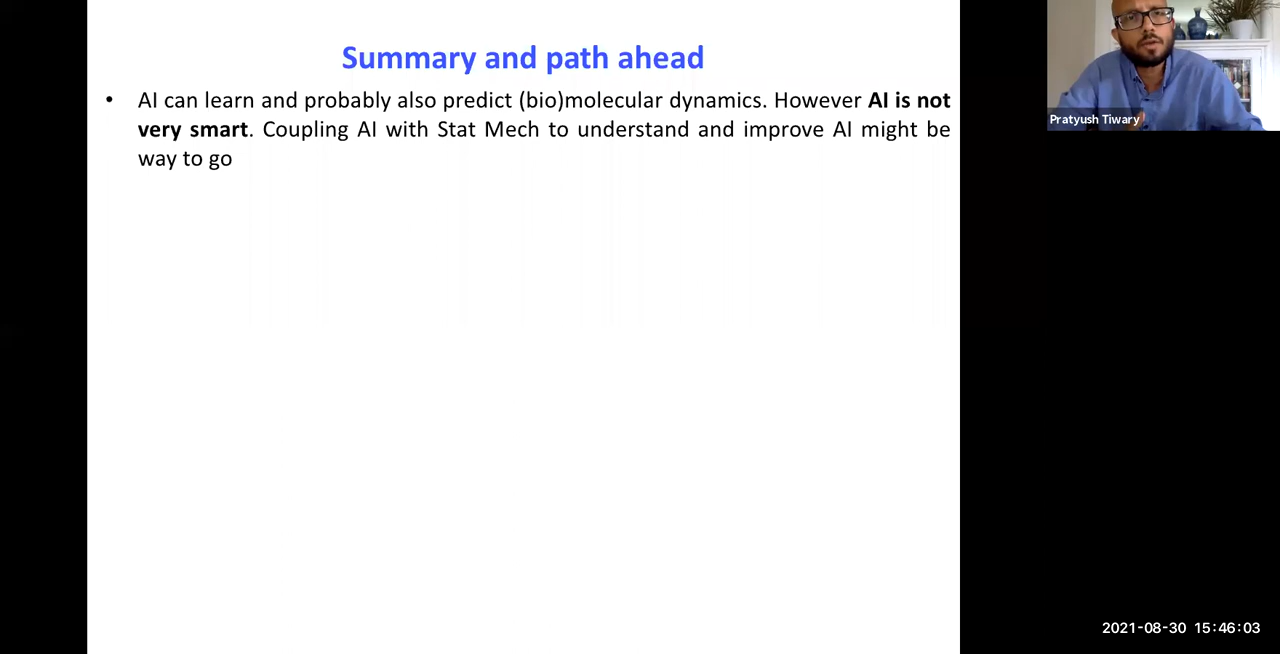 Summary and path ahead
• AI can learn and probably also predict (bio)molecular dynamics. However AI is not
very smart. Coupling AI with Stat Mech to understand and improve AI might be
way to go
Pratyush Tiwary
2021-08-30 15:46:03